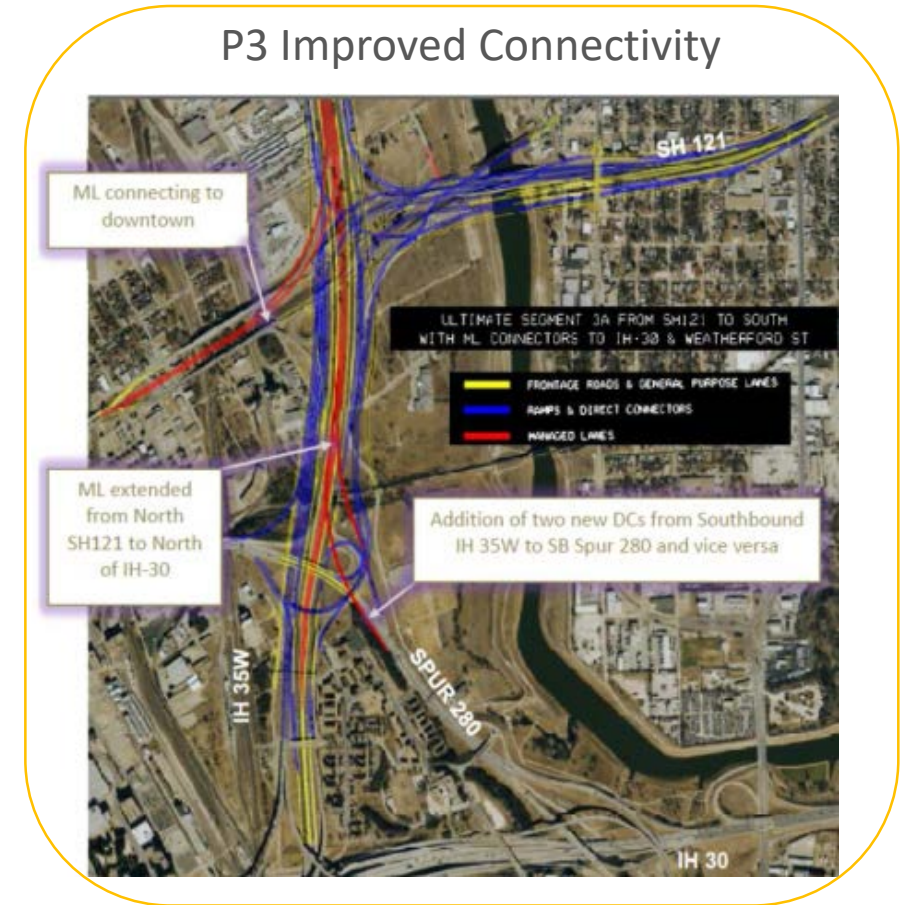 P3 Improved Connectivity
SH 121
ML connecting to
downtown
ULTIMATE SEGMENT 3A FROM SH121 TO SOUTH
WITH ML CONNECTORS TO IH-30 & WEATHERFORD ST
FRONTAGE ROADS & GENERAL PURPOSE LANES
RAMPS & DIRECT CONNECTORS
MANAGED LANES
ML extended
from North
SH121 to North
of IH-30
Addition of two new DCs from Southbound
IH 35W to SB Spur 280 and vice versa
IH 35W
SPUR 280
IH 30